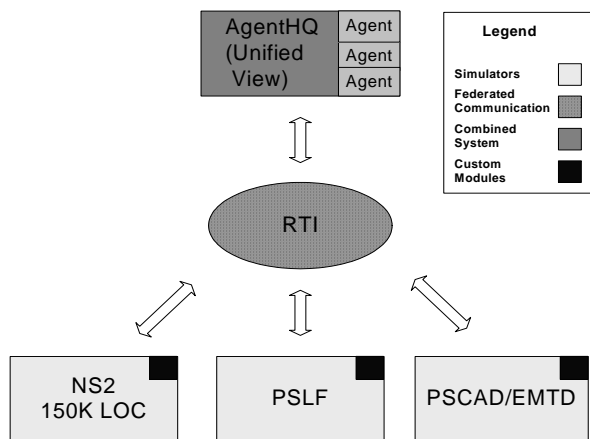 AgentHQ
(Unified
View)
Agent
Agent
Agent
Legend
Simulators
Federated
Communication
Combined
System
Custom
Modules
RTI
NS2
150K LOC
PSLF
PSCAD/EMTD